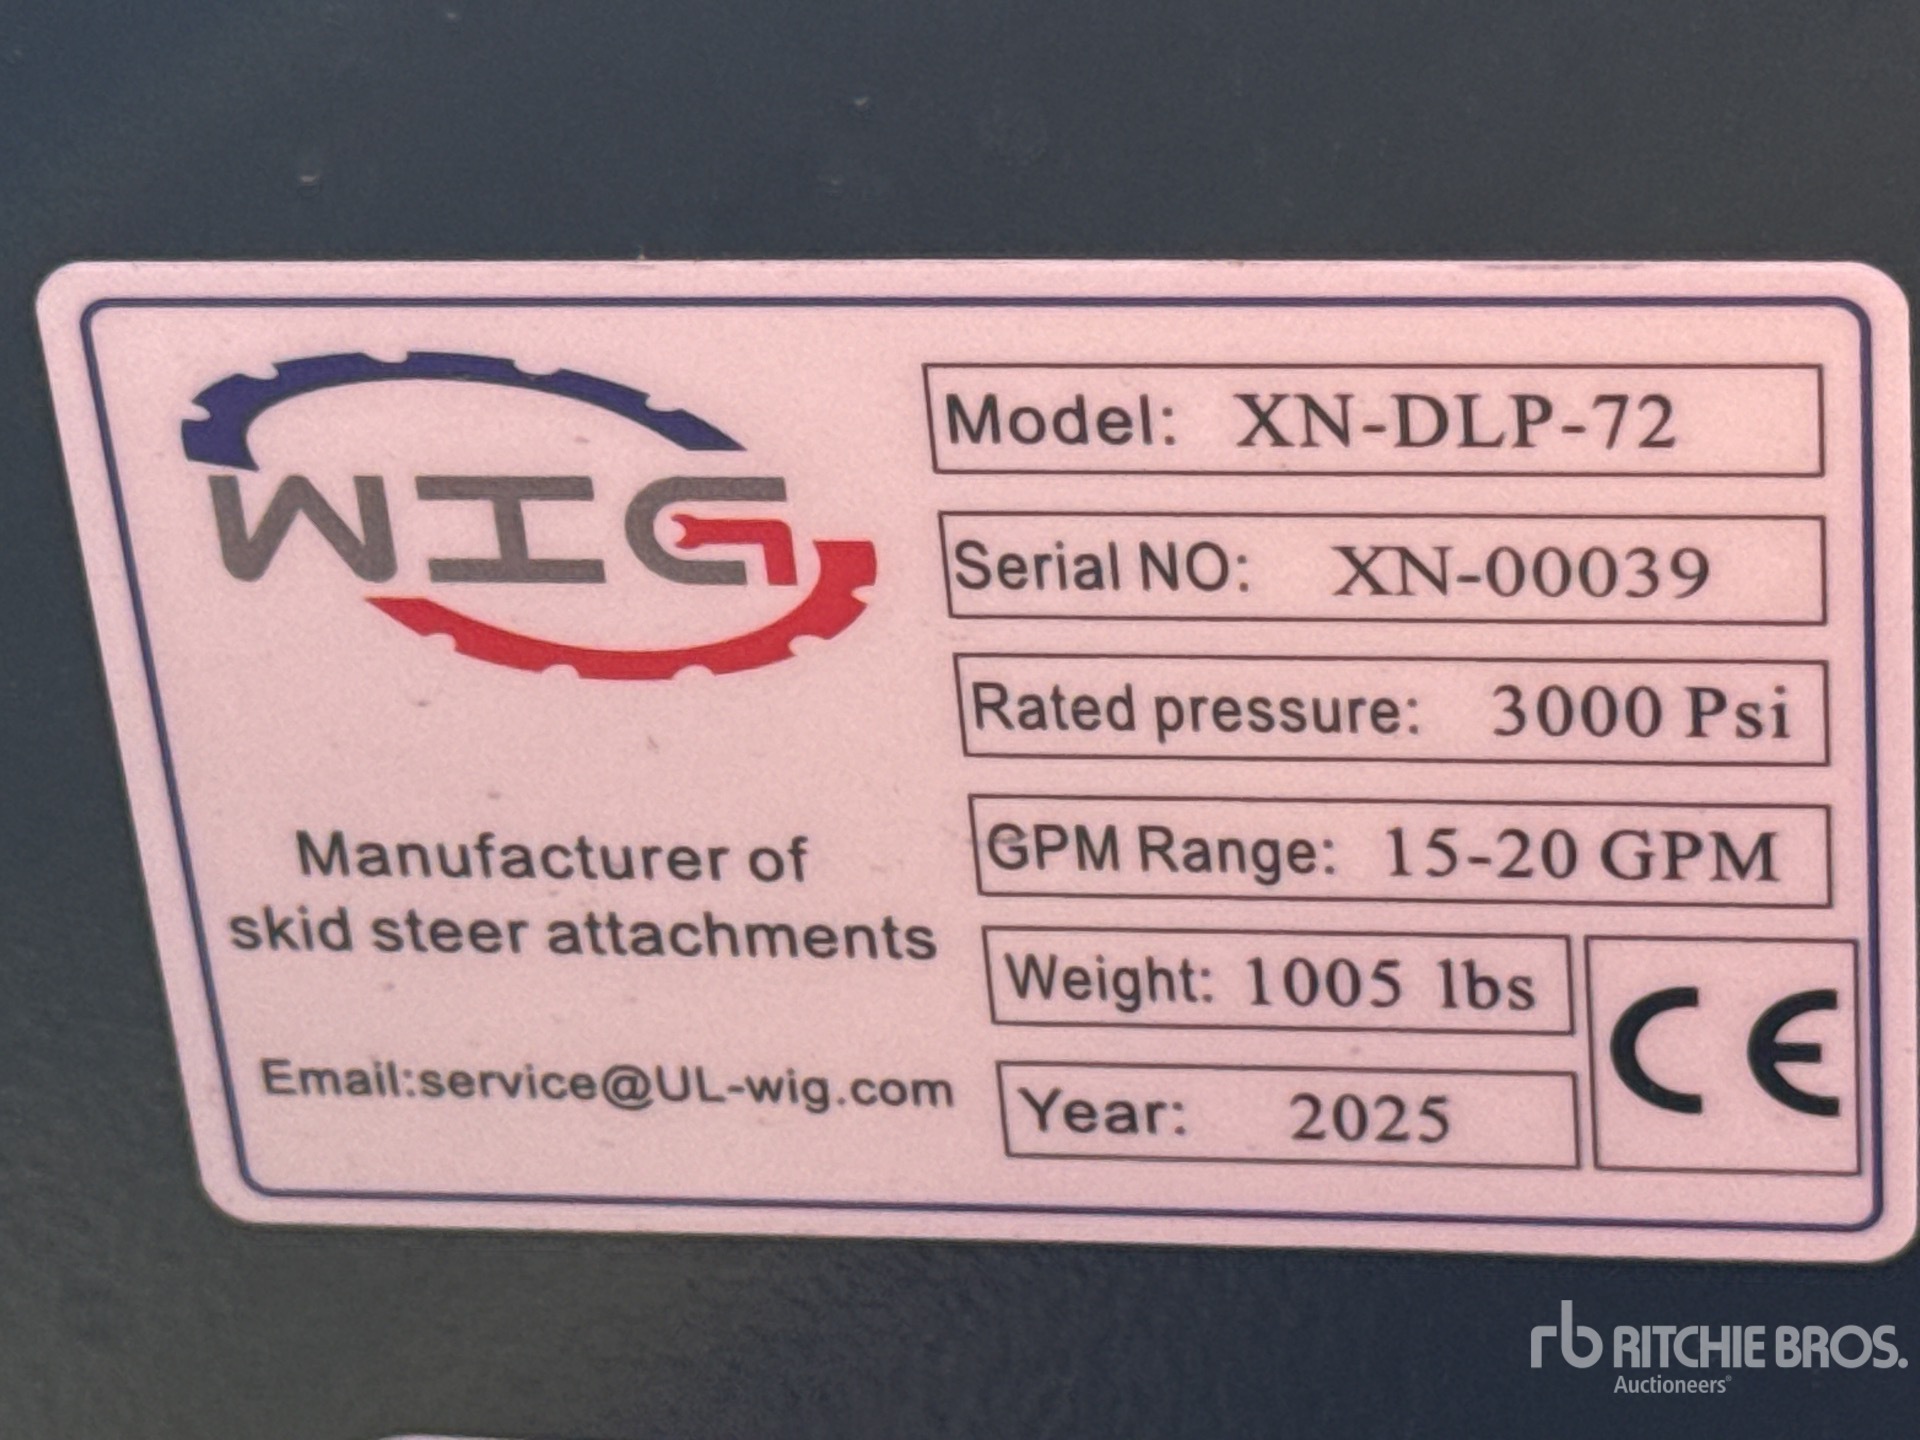 WIG
Manufacturer of
skid steer attachments
Email:service@UL-wig.com
Model: XN-DLP-72
Serial NO: XN-00039
Rated pressure: 3000 Psi
GPM Range: 15-20 GPM
Weight: 1005 lbs
Year: 2025
CE
rb RITCHIE BROS.
Auctioneers®